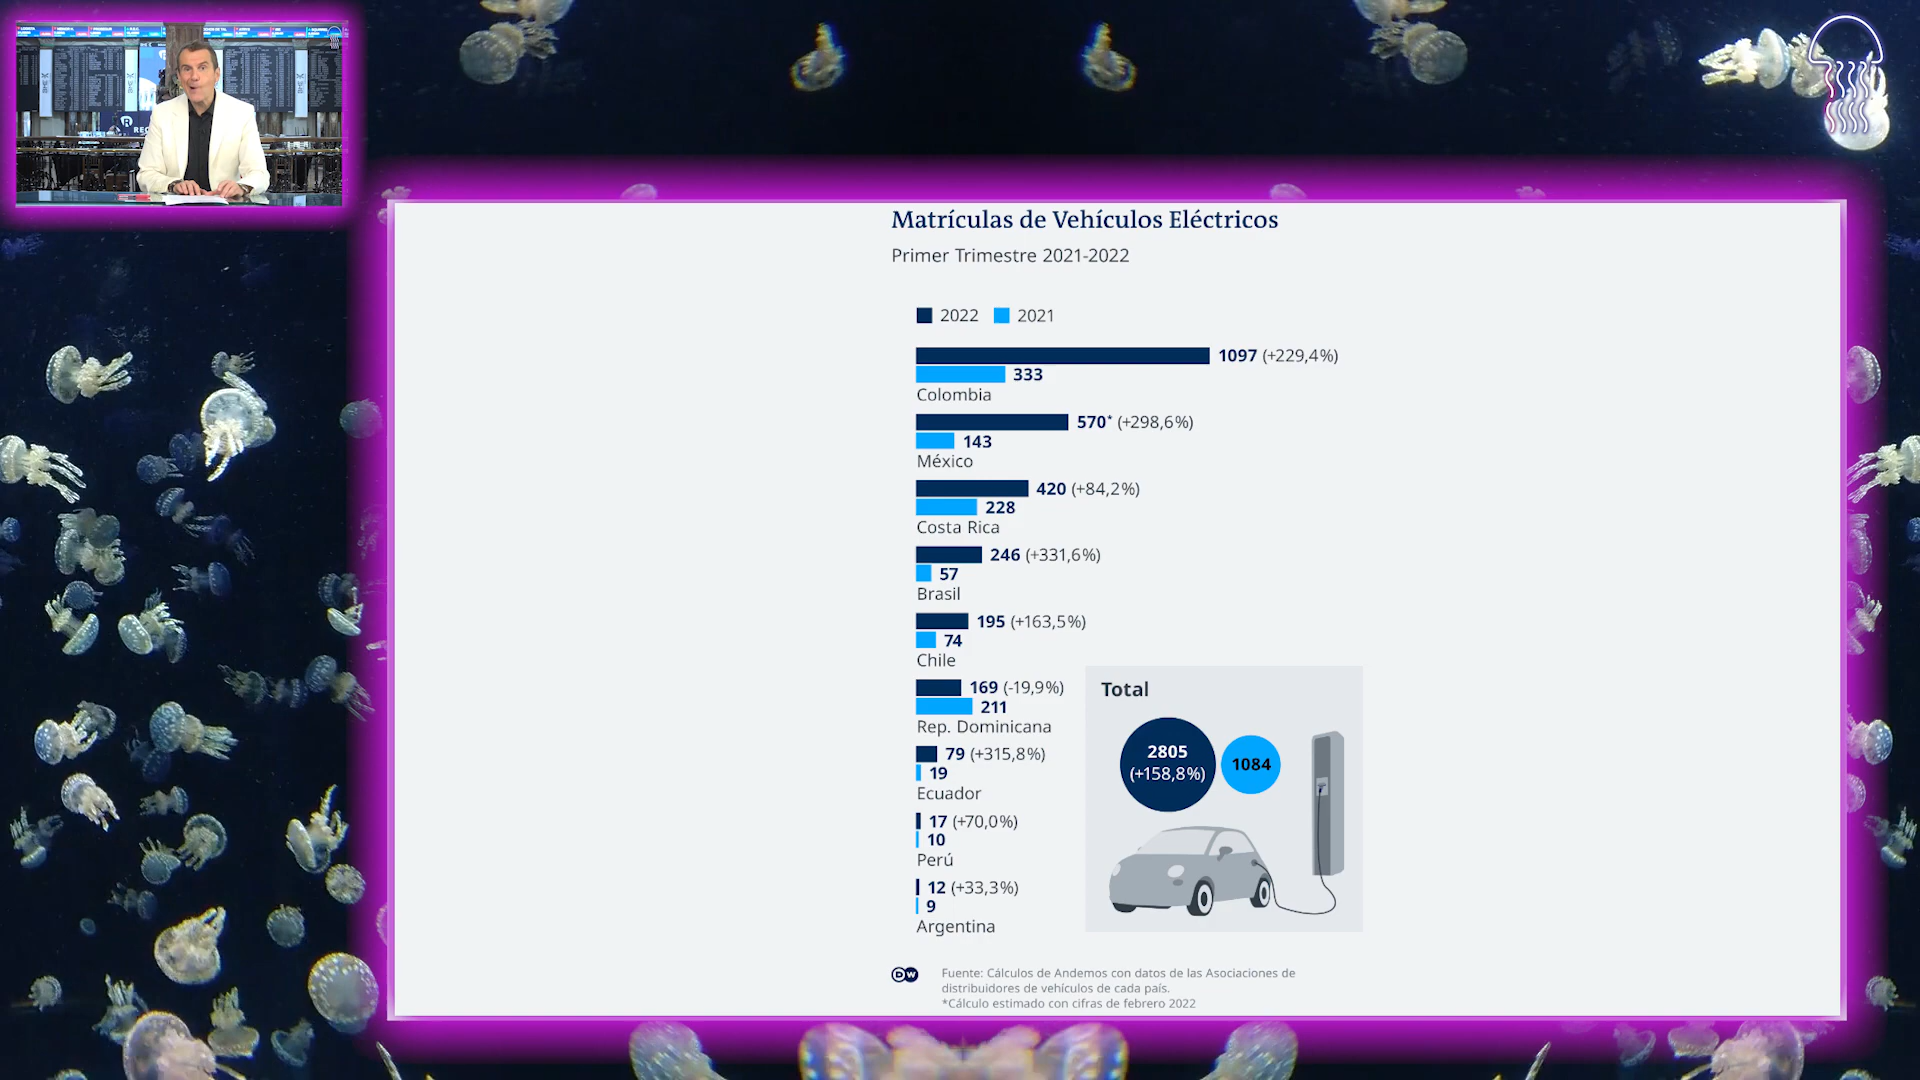 Matrículas de Vehículos Eléctricos
Primer Trimestre 2021-2022
2022 2021
1097 (+229,4%)
333
Colombia
570* (+298,6%)
143
México
420 (+84,2%)
228
Costa Rica
246 (+331,6%)
57
Brasil
195 (+163,5%)
74
Chile
169 (-19,9%)
211
Rep. Dominicana
79 (+315,8%)
19
Ecuador
17 (+70,0%)
10
Perú
12 (+33,3%)
9
Argentina
Total
2805
(+158,8%)
1084
DW
Fuente: Cálculos de Andemos con datos de las Asociaciones de
distribuidores de vehículos de cada país.
*Cálculo estimado con cifras de febrero 2022